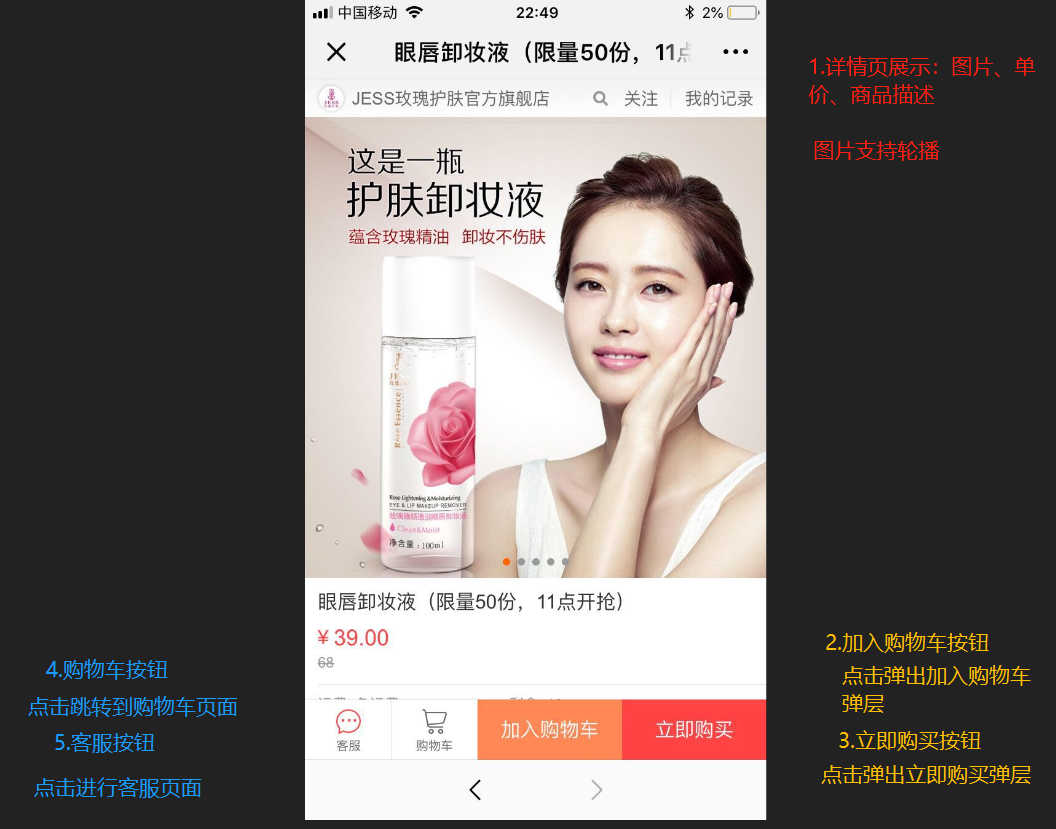 中国移动
22:49
2%
眼唇卸妆液（限量50份，11点
JESS玫瑰护肤官方旗舰店
关注
我的记录
这是一瓶
护肤卸妆液
蕴含玫瑰精油 卸妆不伤肤
Rose Essence
Rose Lightening &Moisturizing
EYE & LIP MAKEUP REMOVER
Clean&Moist
净含量：100ml
眼唇卸妆液（限量50份，11点开抢）
¥ 39.00
68
客服
购物车
加入购物车
立即购买
1.详情页展示：图片、单
价、商品描述
图片支持轮播
2.加入购物车按钮
点击弹出加入购物车
弹层
3.立即购买按钮
点击弹出立即购买弹层
4.购物车按钮
点击跳转到购物车页面
5.客服按钮
点击进行客服页面